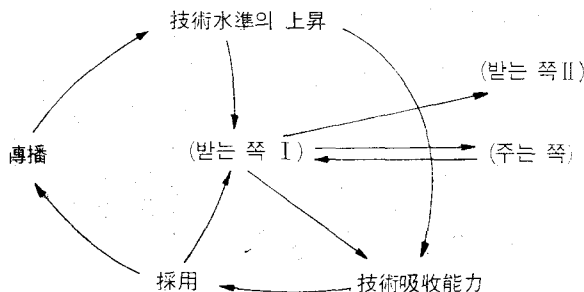 技術水準의 上昇
(받는 쪽 Ⅱ)
傳播
(받는 쪽 Ⅰ)
(주는 쪽)
採用
技術吸收能力